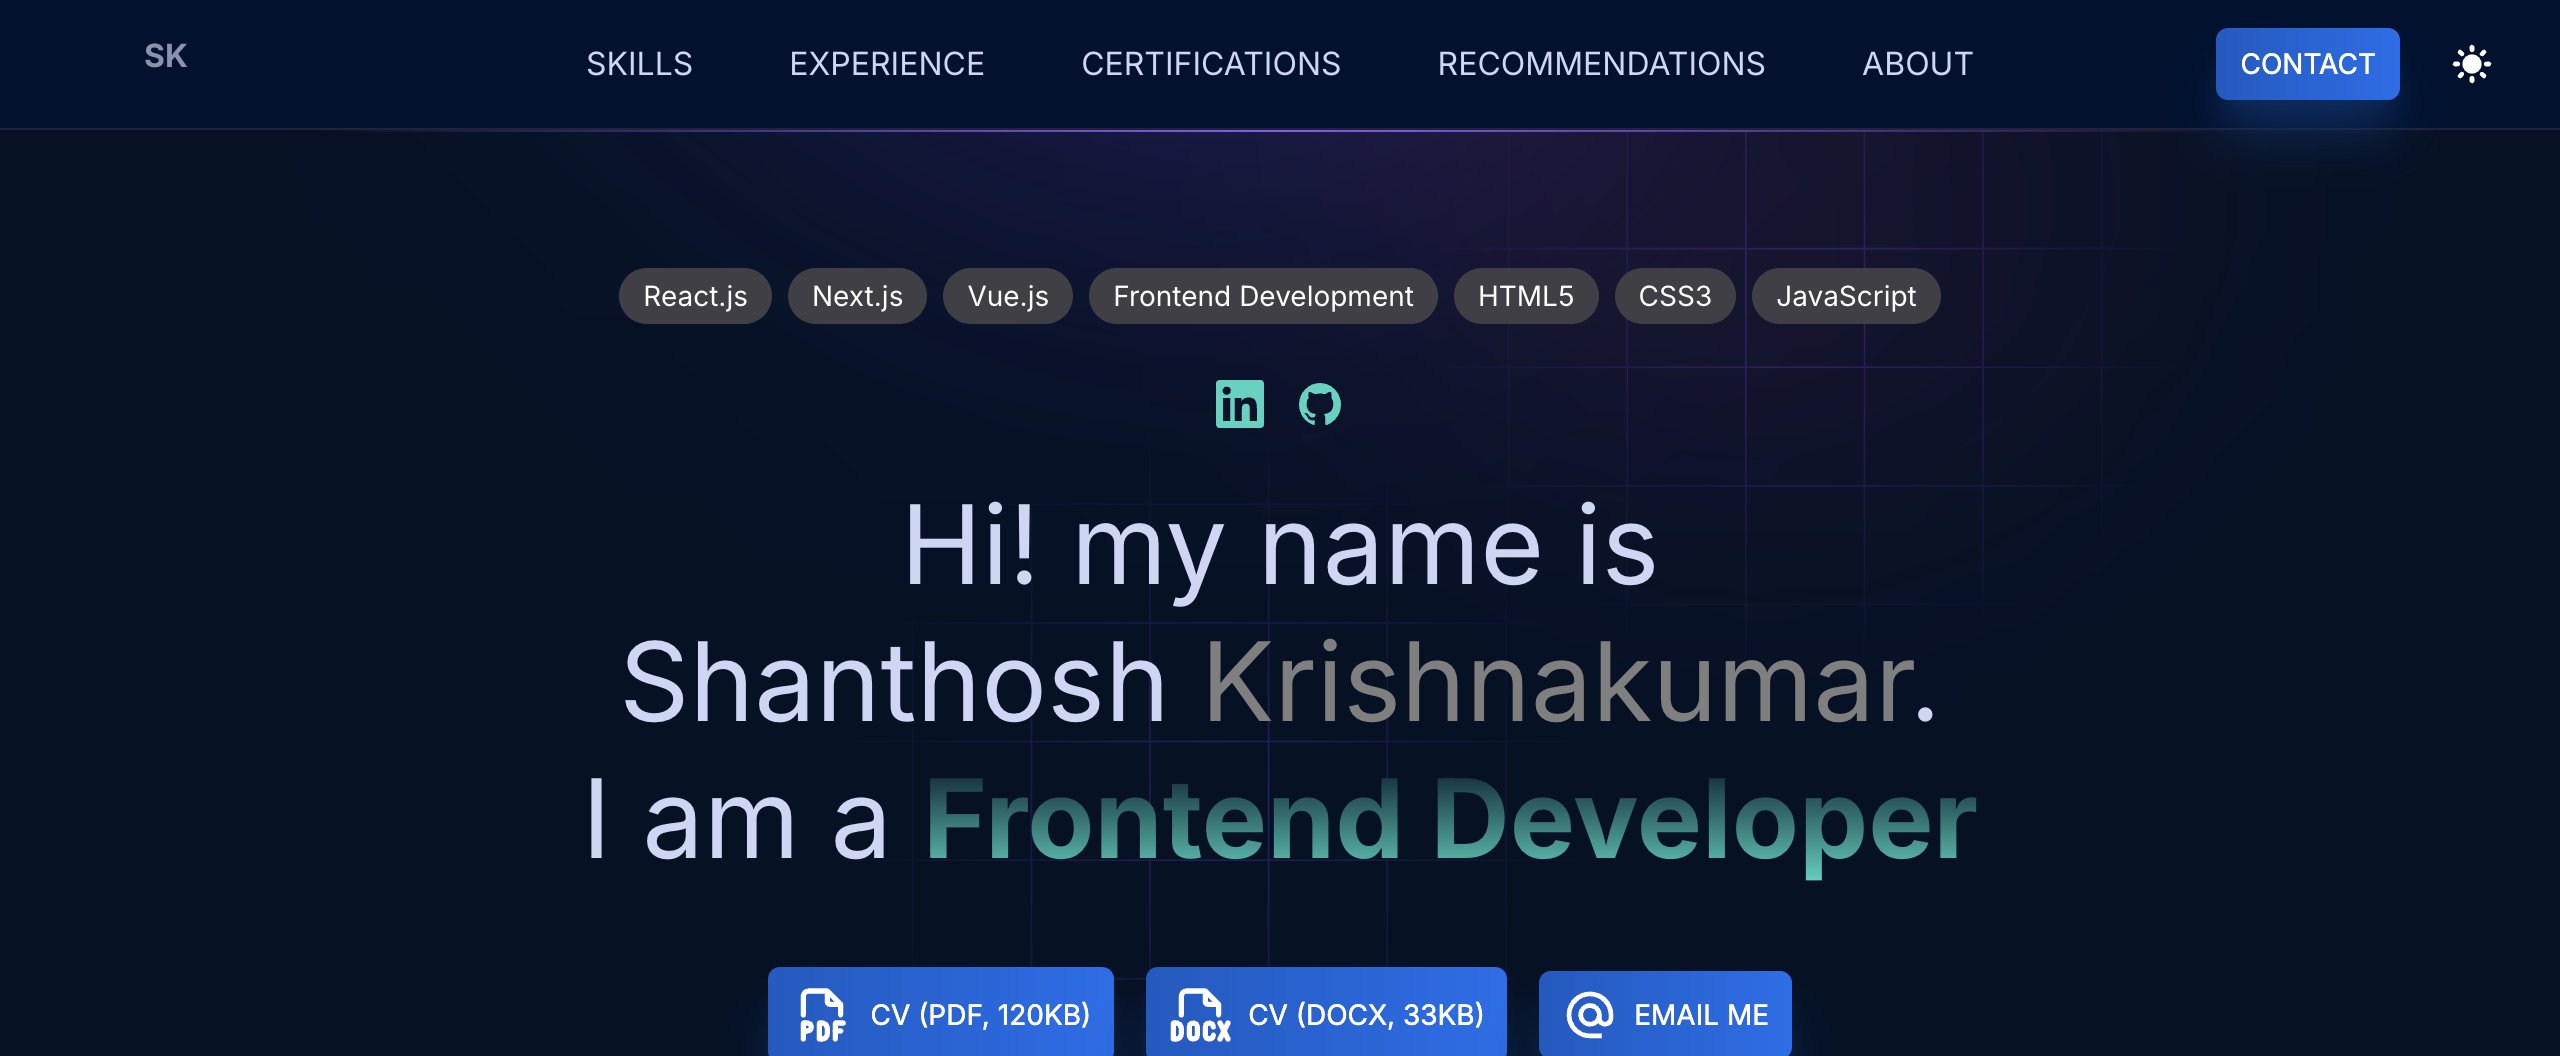 SK
SKILLS EXPERIENCE CERTIFICATIONS RECOMMENDATIONS ABOUT CONTACT
React.js Next.js Vue.js Frontend Development HTML5 CSS3 JavaScript
in
Hi! my name is
Shanthosh Krishnakumar.
I am a Frontend Developer
PDF CV (PDF, 120KB) DOCX CV (DOCX, 33KB) EMAIL ME